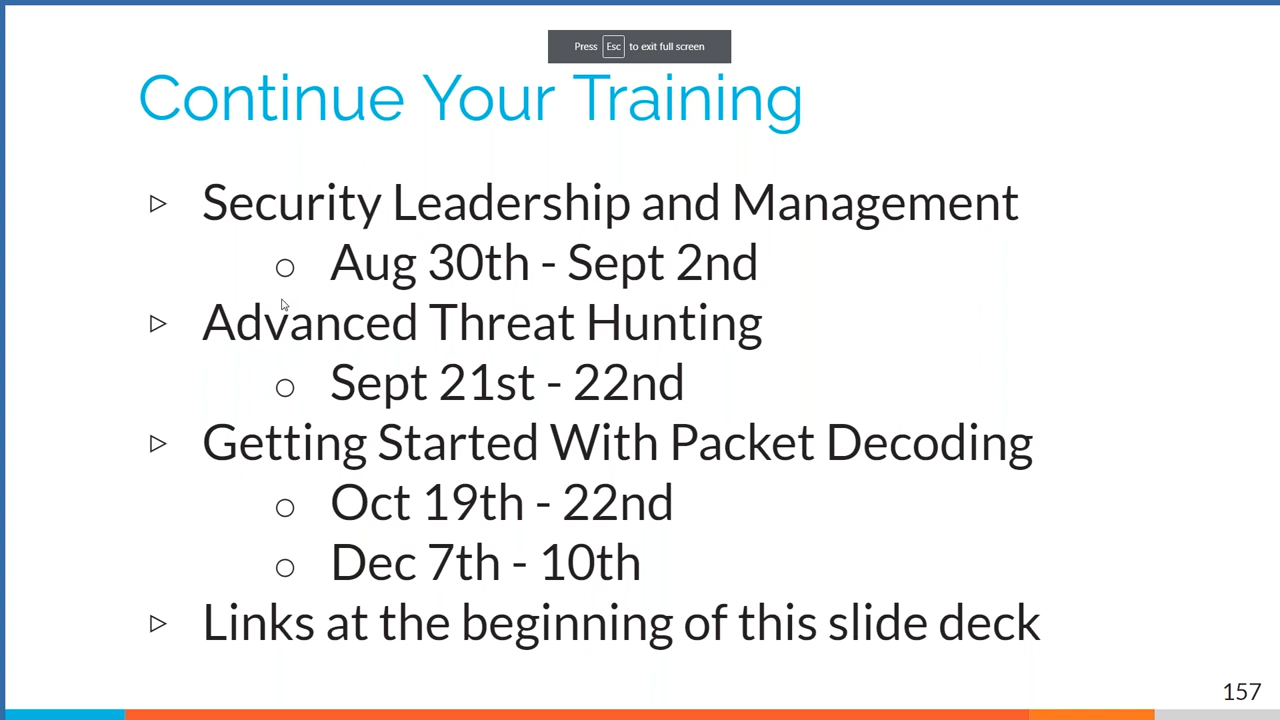 Press Esc to exit full screen
Continue Your Training
Security Leadership and Management
Aug 30th - Sept 2nd
Advanced Threat Hunting
Sept 21st - 22nd
Getting Started With Packet Decoding
Oct 19th - 22nd
Dec 7th - 10th
Links at the beginning of this slide deck
157